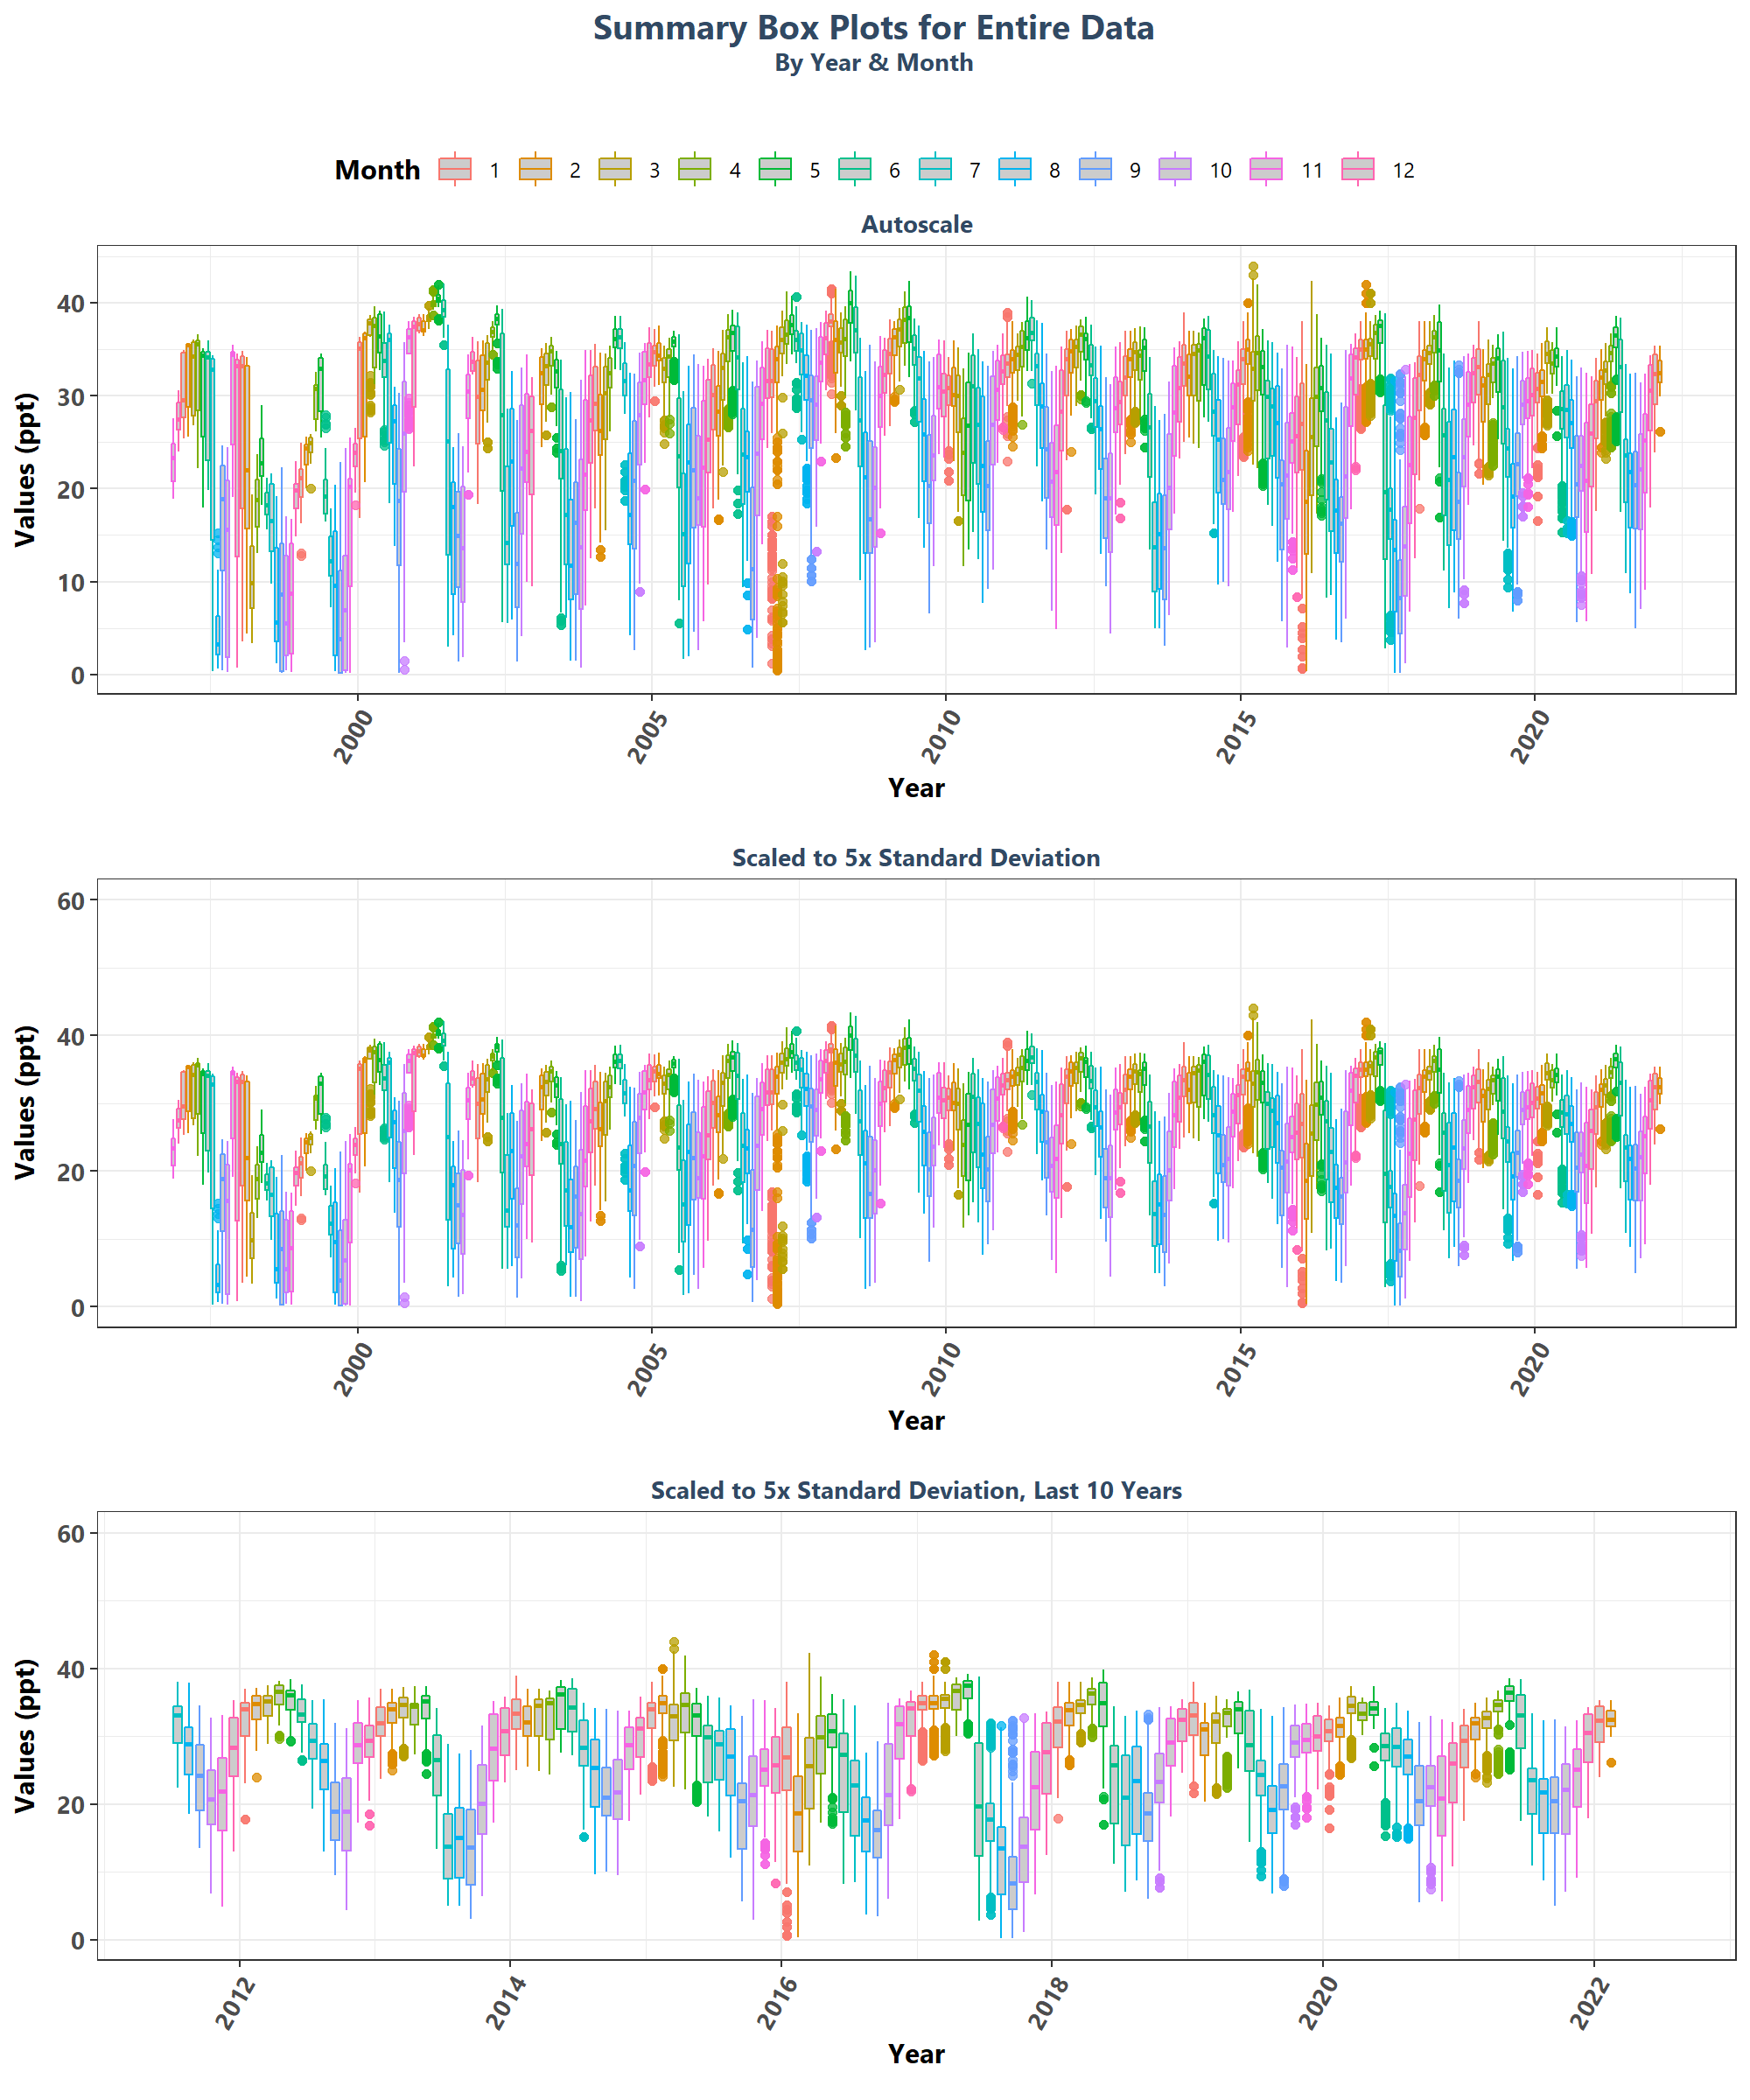 Summary Box Plots for Entire Data
By Year & Month
Month 1 2 3 4 5 6 7 8 9 10 11 12
Autoscale
Values (ppt)
40
30
20
10
0
2000 2005 2010 2015 2020
Year
Scaled to 5x Standard Deviation
Values (ppt)
60
40
20
0
2000 2005 2010 2015 2020
Year
Scaled to 5x Standard Deviation, Last 10 Years
Values (ppt)
60
40
20
0
2012 2014 2016 2018 2020 2022
Year